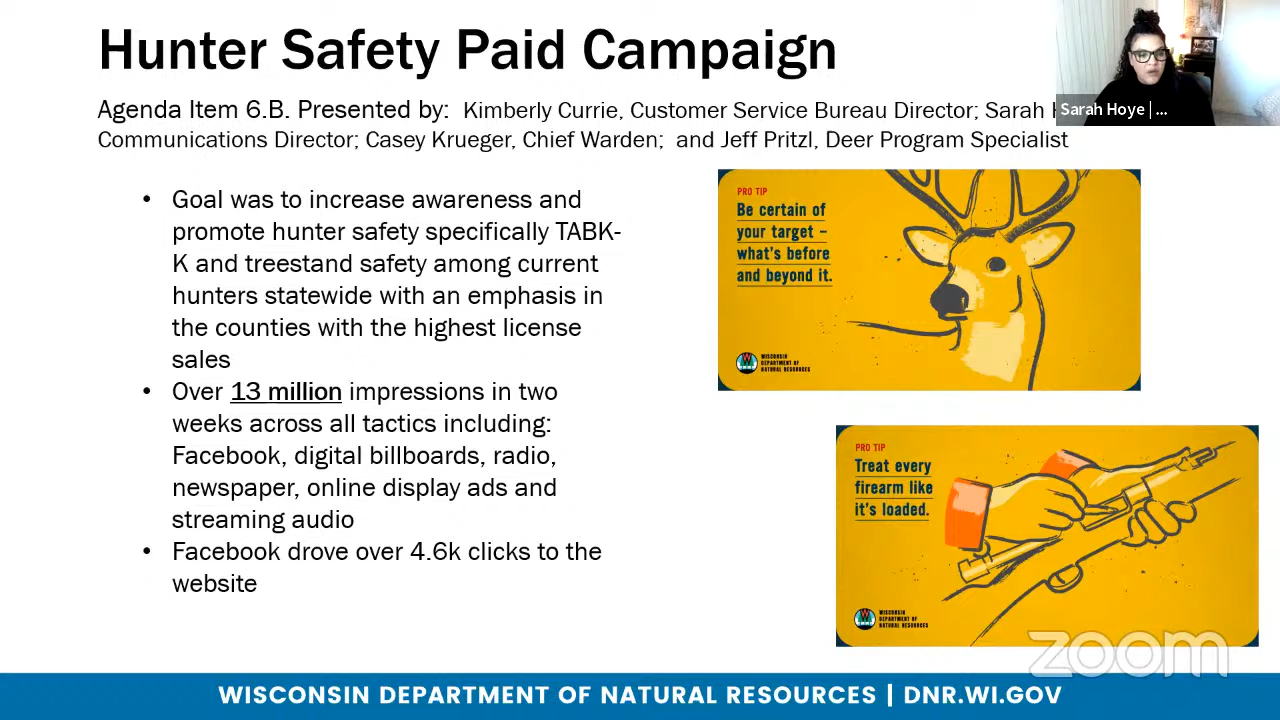 Hunter Safety Paid Campaign
Agenda Item 6.B. Presented by: Kimberly Currie, Customer Service Bureau Director; Sarah
Sarah Hoye | ...
Communications Director; Casey Krueger, Chief Warden; and Jeff Pritzl, Deer Program Specialist
• Goal was to increase awareness and
promote hunter safety specifically TABK-
K and treestand safety among current
hunters statewide with an emphasis in
the counties with the highest license
sales
• Over 13 million impressions in two
weeks across all tactics including:
Facebook, digital billboards, radio,
newspaper, online display ads and
streaming audio
• Facebook drove over 4.6k clicks to the
website
PRO TIP
Be certain of
your target –
what's before
and beyond it.
WISCONSIN
DEPARTMENT OF
NATURAL RESOURCES
PRO TIP
Treat every
firearm like
it's loaded.
WISCONSIN
DEPARTMENT OF
NATURAL RESOURCES
zoom
WISCONSIN DEPARTMENT OF NATURAL RESOURCES | DNR.WI.GOV